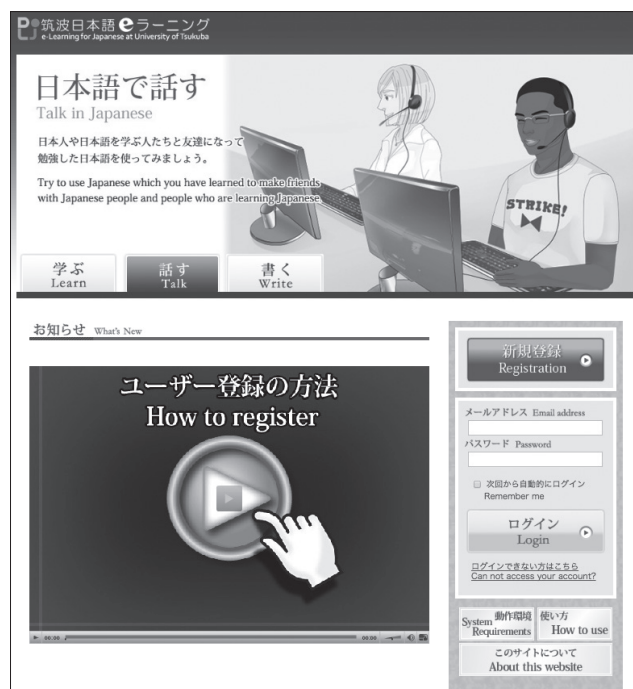 筑波日本語eラーニング
e-Learning for Japanese at University of Tsukuba
日本語で話す
Talk in Japanese
日本人や日本語を学ぶ人たちと友達になって
勉強した日本語を使ってみましょう。
Try to use Japanese which you have learned to make friends
with Japanese people and people who are learning Japanese.
STRIKE!
学ぶ
Learn
話す
Talk
書く
Write
お知らせ What's New
ユーザー登録の方法
How to register
00:00
00:00
新規登録
Registration
メールアドレス Email address
パスワード Password
次回から自動的にログイン
Remember me
ログイン
Login
ログインできない方はこちら
Can not access your account?
動作環境
System Requirements
使い方
How to use
このサイトについて
About this website